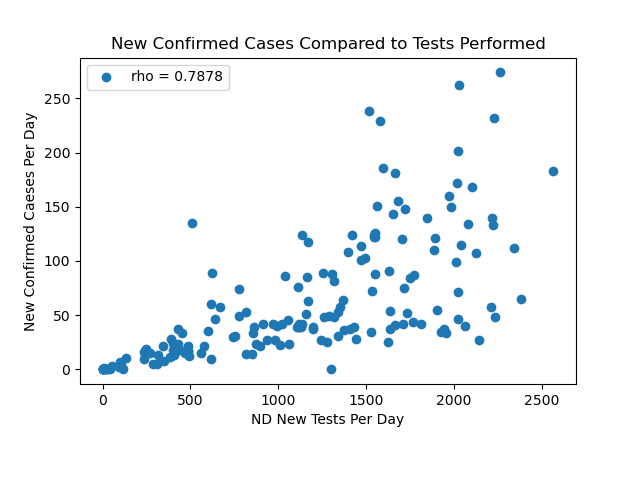 New Confirmed Cases Compared to Tests Performed
rho = 0.7878
New Confirmed Caeses Per Day
250
200
150
100
50
0
0 500 1000 1500 2000 2500
ND New Tests Per Day